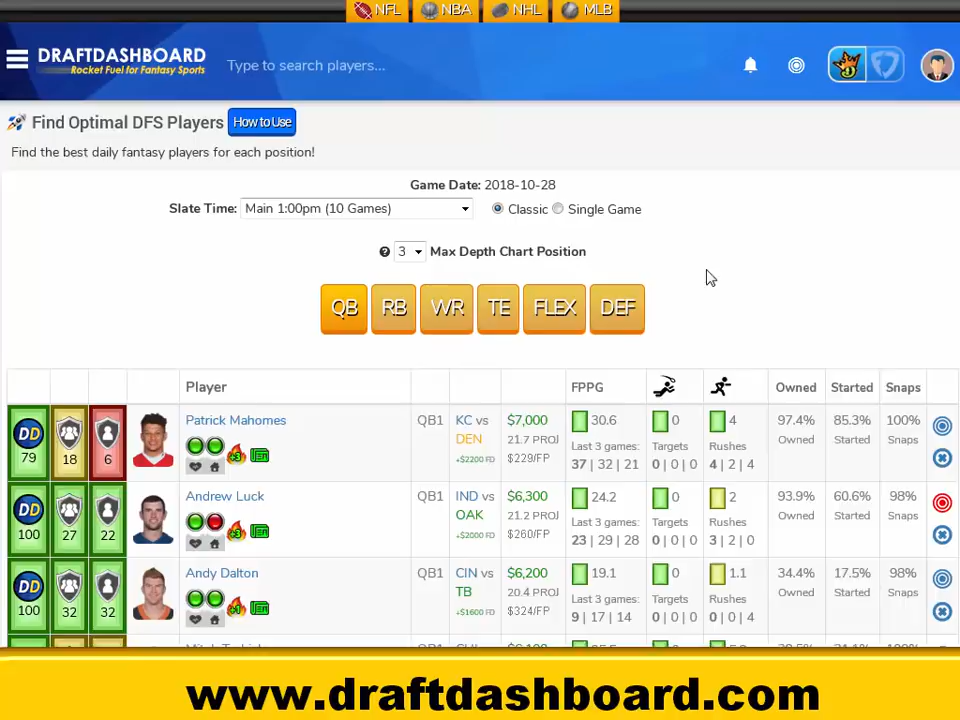 NFL NBA NHL MLB
DRAFTDASHBOARD
Rocket Fuel for Fantasy Sports
Type to search players...
Find Optimal DFS Players How to Use
Find the best daily fantasy players for each position!
Game Date: 2018-10-28
Slate Time: Main 1:00pm (10 Games) Classic Single Game
3 Max Depth Chart Position
QB RB WR TE FLEX DEF
Player FPPG Owned Started Snaps
Patrick Mahomes QB1 KC vs $7,000 30.6 0 4 97.4% 85.3% 100%
DD DEN 21.7 PROJ Last 3 games: Targets Rushes Owned Started Snaps
79 18 6 +$2200 FD $229/FP 37 | 32 | 21 0 | 0 | 0 4 | 2 | 4
Andrew Luck QB1 IND vs $6,300 24.2 0 2 93.9% 60.6% 98%
DD OAK 21.2 PROJ Last 3 games: Targets Rushes Owned Started Snaps
100 27 22 +$2000 FD $260/FP 23 | 29 | 28 0 | 0 | 0 3 | 2 | 0
Andy Dalton QB1 CIN vs $6,200 19.1 0 1.1 34.4% 17.5% 98%
DD TB 20.4 PROJ Last 3 games: Targets Rushes Owned Started Snaps
100 32 32 +$1600 FD $324/FP 9 | 17 | 14 0 | 0 | 0 0 | 0 | 4
www.draftdashboard.com